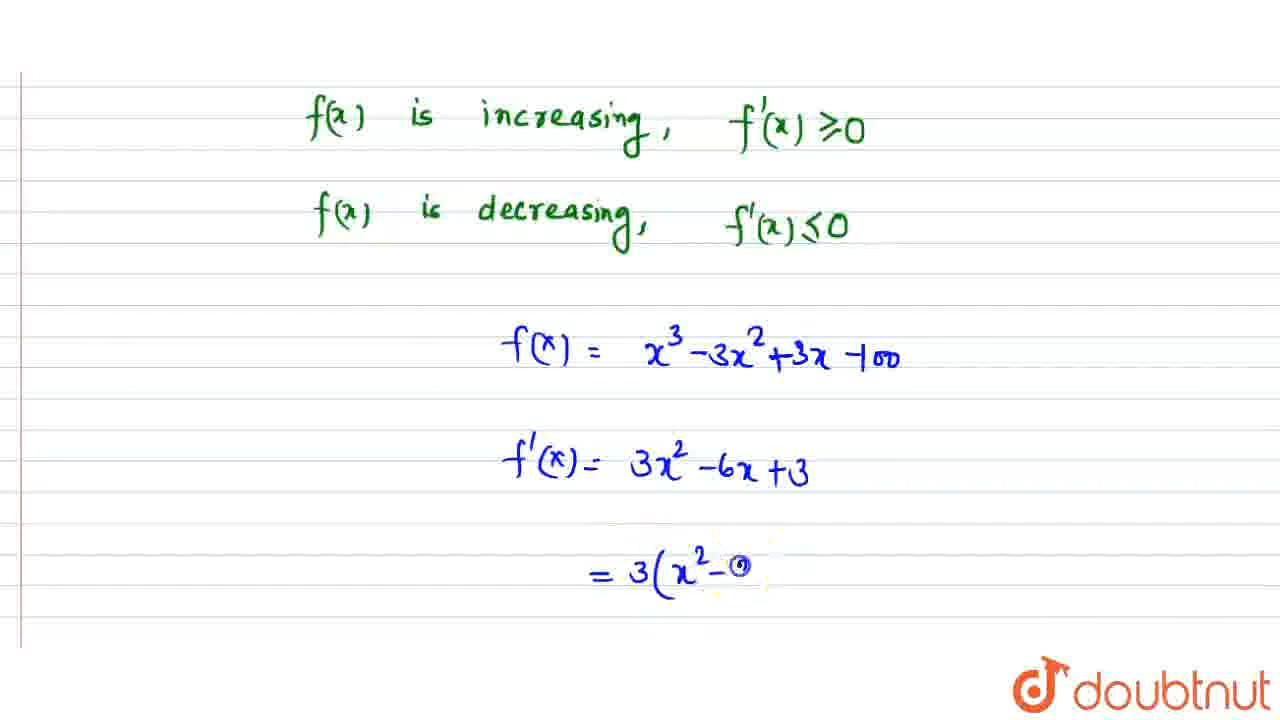 f(x) is increasing, f'(x) ⩾ 0
f(x) is decreasing, f'(x) ⩽ 0
f(x) = x³ - 3x² + 3x - 100
f'(x) = 3x² - 6x + 3
= 3(x² -
doubtnut